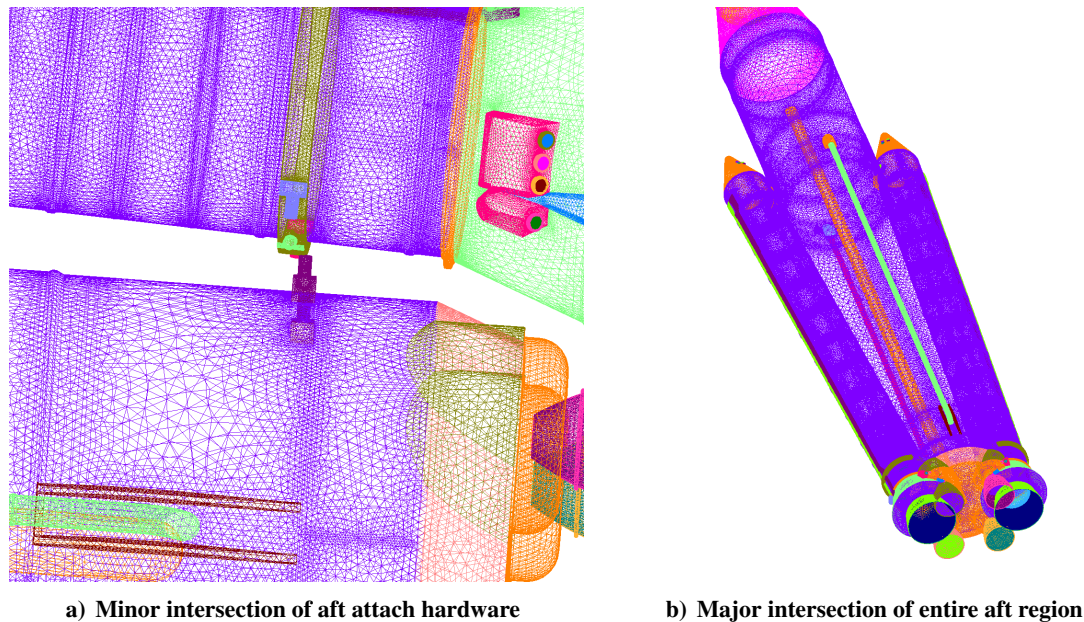 a) Minor intersection of aft attach hardware
b) Major intersection of entire aft region